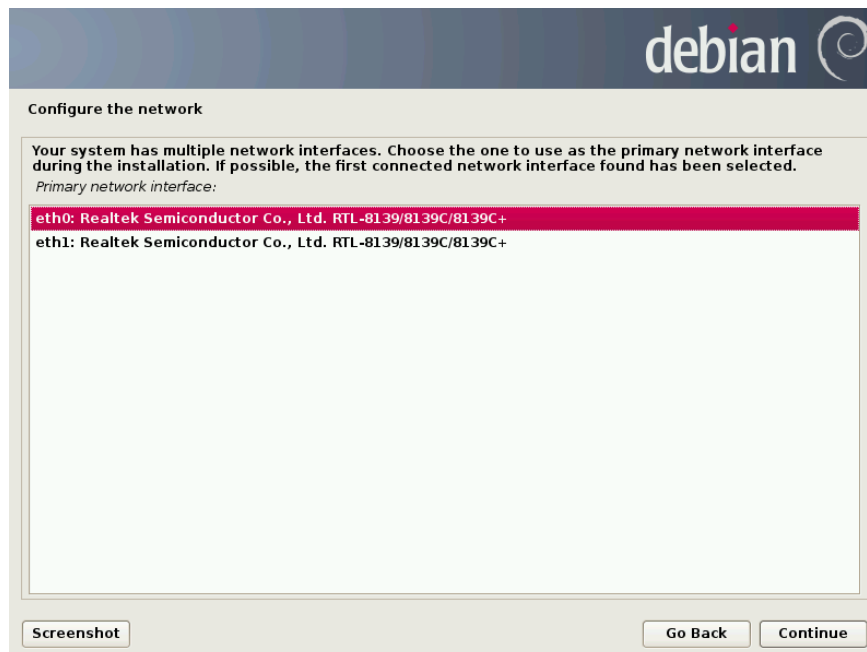 debian
Configure the network
Your system has multiple network interfaces. Choose the one to use as the primary network interface
during the installation. If possible, the first connected network interface found has been selected.
Primary network interface:
eth0: Realtek Semiconductor Co., Ltd. RTL-8139/8139C/8139C+
eth1: Realtek Semiconductor Co., Ltd. RTL-8139/8139C/8139C+
Screenshot
Go Back
Continue